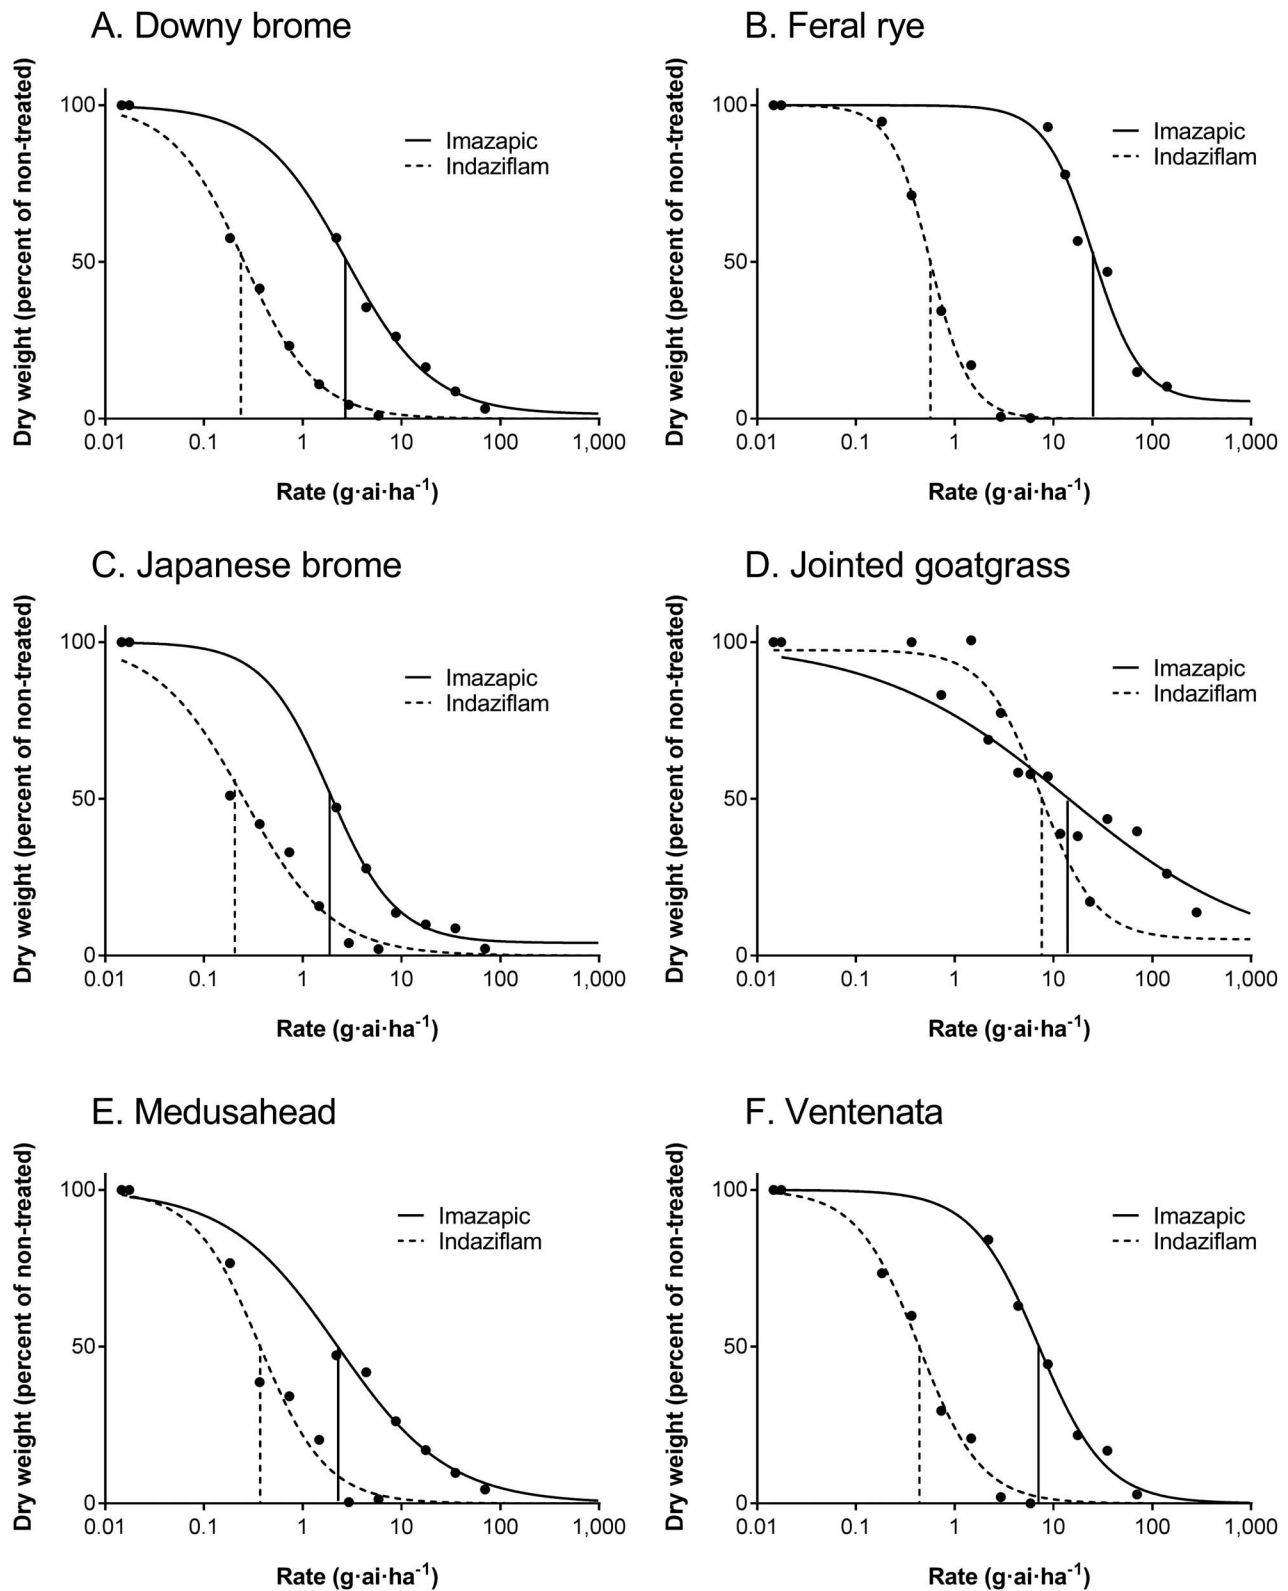 A. Downy brome
Dry weight (percent of non-treated)
100
50
0
Imazapic
Indaziflam
0.01 0.1 1 10 100 1,000
Rate (g·ai·ha-1)
B. Feral rye
Dry weight (percent of non-treated)
100
50
0
Imazapic
Indaziflam
0.01 0.1 1 10 100 1,000
Rate (g·ai·ha-1)
C. Japanese brome
Dry weight (percent of non-treated)
100
50
0
Imazapic
Indaziflam
0.01 0.1 1 10 100 1,000
Rate (g·ai·ha-1)
D. Jointed goatgrass
Dry weight (percent of non-treated)
100
50
0
Imazapic
Indaziflam
0.01 0.1 1 10 100 1,000
Rate (g·ai·ha-1)
E. Medusahead
Dry weight (percent of non-treated)
100
50
0
Imazapic
Indaziflam
0.01 0.1 1 10 100 1,000
Rate (g·ai·ha-1)
F. Ventenata
Dry weight (percent of non-treated)
100
50
0
Imazapic
Indaziflam
0.01 0.1 1 10 100 1,000
Rate (g·ai·ha-1)